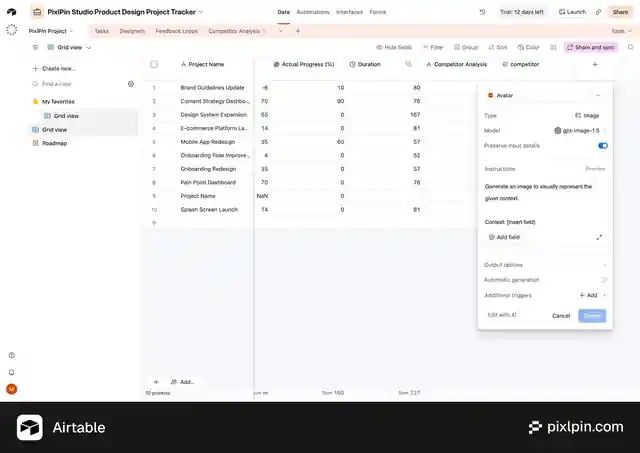 PixlPin Studio Product Design Project Tracker
Data Automations Interfaces Forms
Trial: 12 days left
Launch
Share
PixlPin Project Tasks Designers Feedback Loops Competitor Analysis
Tools
Grid view
Hide fields Filter Group Sort Color
Share and sync
Create new...
Find a view
My favorites
Grid view
Grid view
Roadmap
Project Name Actual Progress (%) Duration Competitor Analysis competitor
1 Brand Guidelines Update -6 10 80
2 Content Strategy Dashbo... 70 90 76
3 Design System Expansion 55 0 167
4 E-commerce Platform La... 14 0 81
5 Mobile App Redesign 35 60
6 Onboarding Flow Improve... 4 0 52
7 Onboarding Redesign 35 0 57
8 Pain Point Dashboard 70 0 76
9 Project Name NaN 0
10 Splash Screen Launch 14 0 81
Avatar
Type Image
Model gpt-image-1.5
Preserve input details
Instructions Preview
Generate an image to visually represent the
given context.
Context: [Insert field]
Add field
Output options
Automatic generation
Additional triggers
Add
Edit with AI
Cancel
M
Add...
Sum 160 Sum 727
Airtable
pixlpin.com